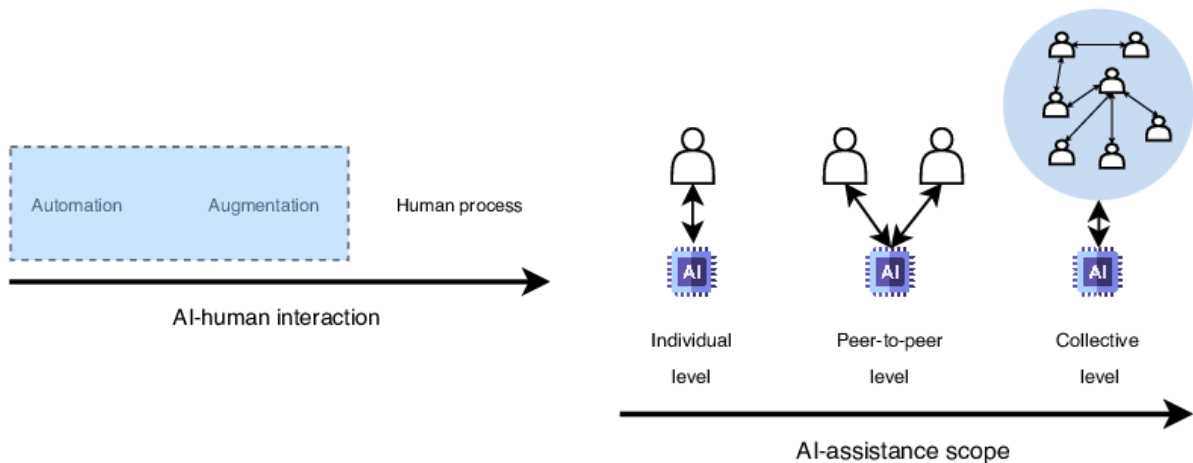 Automation
Augmentation
Human process
AI-human interaction
AI
AI
AI
Individual
level
Peer-to-peer
level
Collective
level
AI-assistance scope